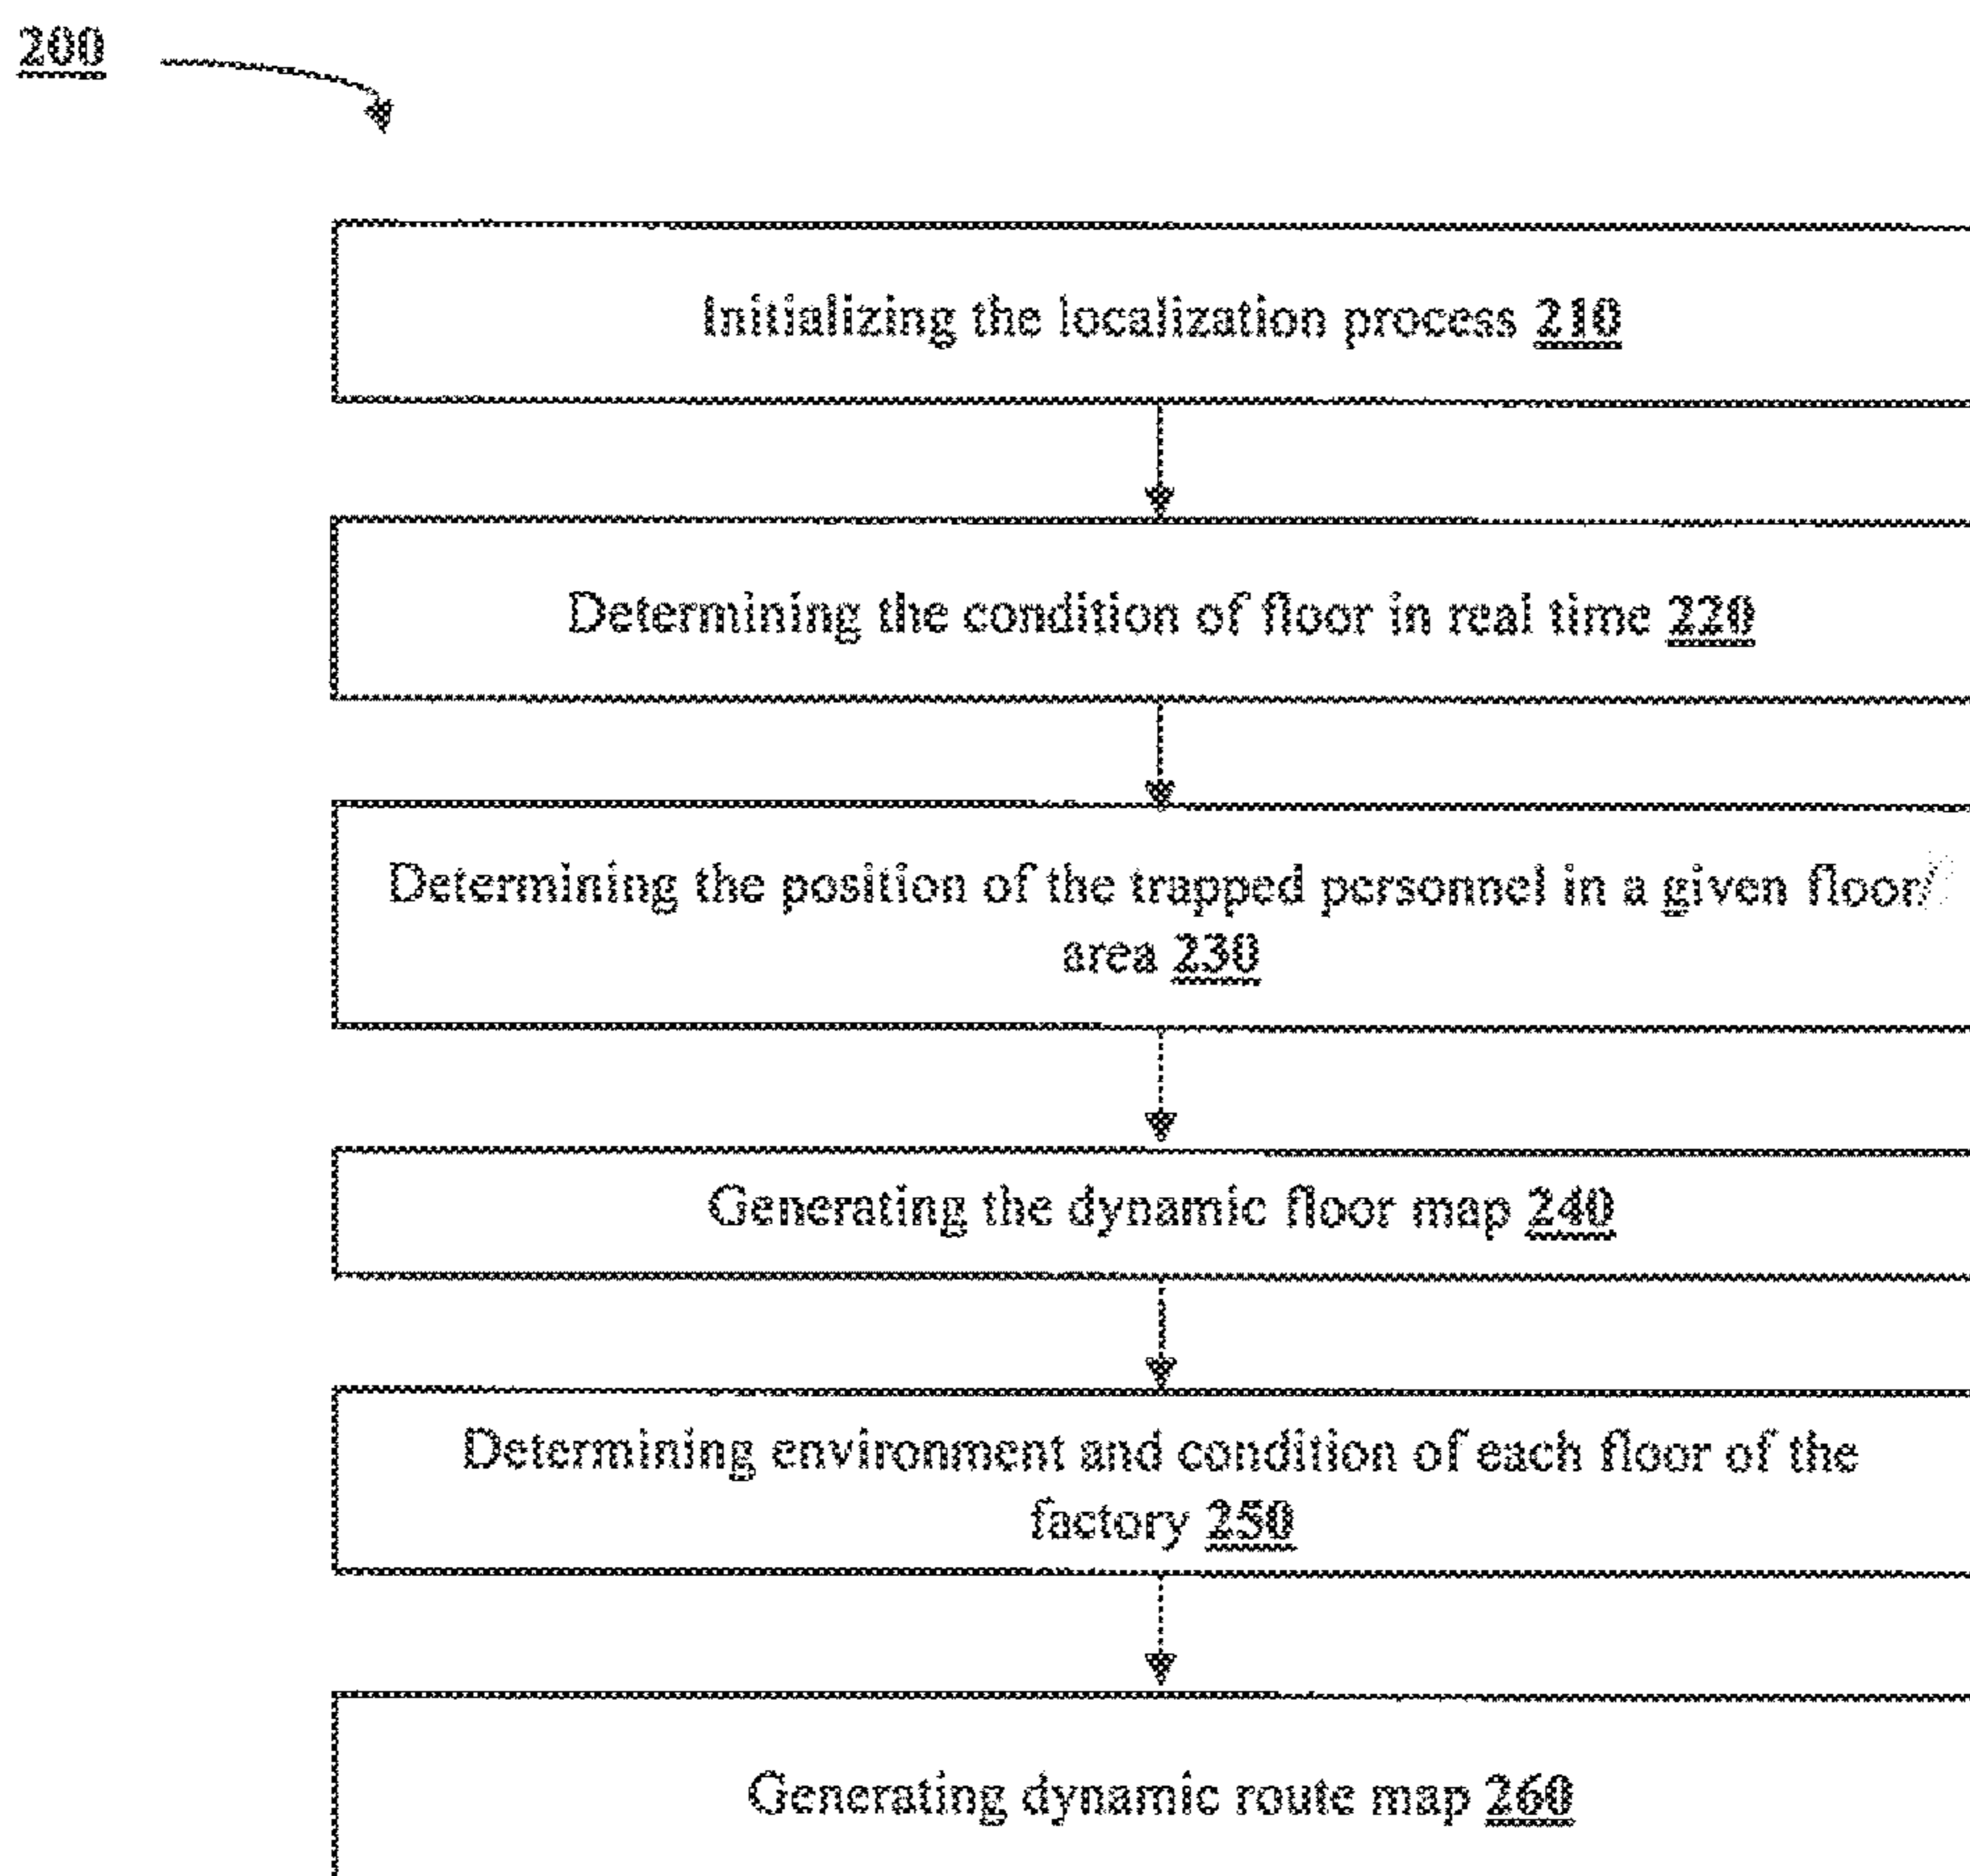 200
Initializing the localization process 210
Determining the condition of floor in real time 220
Determining the position of the trapped personnel in a given floor/
area 230
Generating the dynamic floor map 240
Determining environment and condition of each floor of the
factory 250
Generating dynamic route map 260